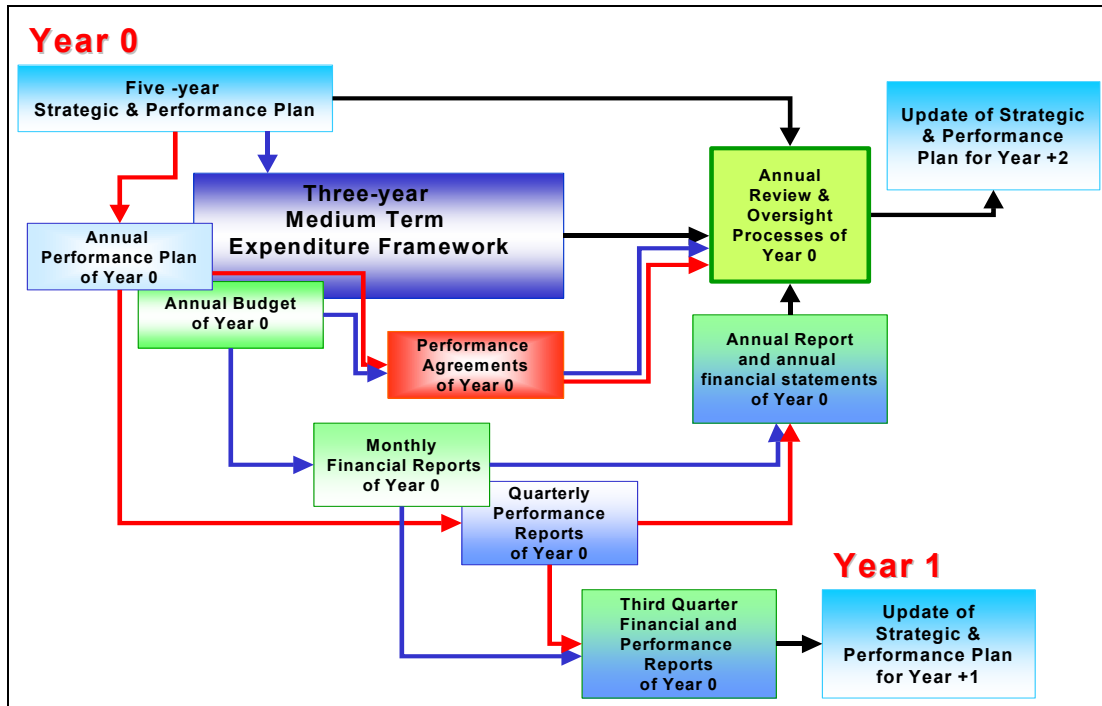 Year 0
Five -year
Strategic & Performance Plan
Update of Strategic
& Performance
Plan for Year +2
Three-year
Medium Term
Expenditure Framework
Annual
Review &
Oversight
Processes of
Year 0
Annual
Performance Plan
of Year 0
Annual Budget
of Year 0
Performance
Agreements
of Year 0
Annual Report
and annual
financial statements
of Year 0
Monthly
Financial Reports
of Year 0
Quarterly
Performance
Reports
of Year 0
Year 1
Third Quarter
Financial and
Performance
Reports
of Year 0
Update of
Strategic &
Performance Plan
for Year +1